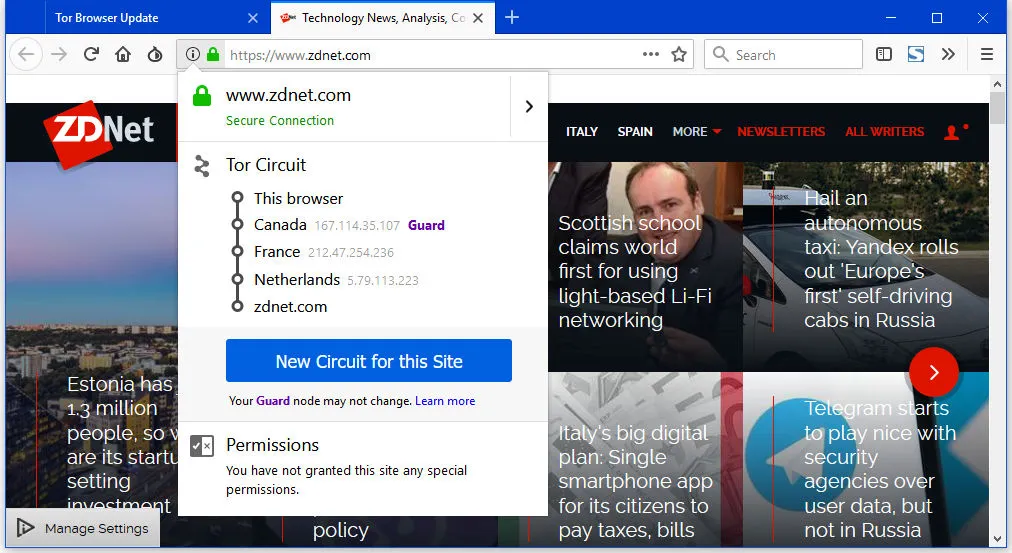 Tor Browser Update
Technology News, Analysis, Co
https://www.zdnet.com
Search
ZDNet
ITALY SPAIN MORE NEWSLETTERS ALL WRITERS
www.zdnet.com
Secure Connection
Tor Circuit
This browser
Canada 167.114.35.107 Guard
France 212.47.254.236
Netherlands 5.79.113.223
zdnet.com
New Circuit for this Site
Your Guard node may not change. Learn more
Permissions
You have not granted this site any special
permissions.
Scottish school
claims world
first for using
light-based Li-Fi
networking
Hail an
autonomous
taxi: Yandex rolls
out 'Europe's
first' self-driving
cabs in Russia
Estonia has
1.3 million
people, so w
are its startu
setting
investment
policy
Italy's big digital
plan: Single
smartphone app
for its citizens to
pay taxes, bills
Telegram starts
to play nice with
security
agencies over
user data, but
not in Russia
Manage Settings